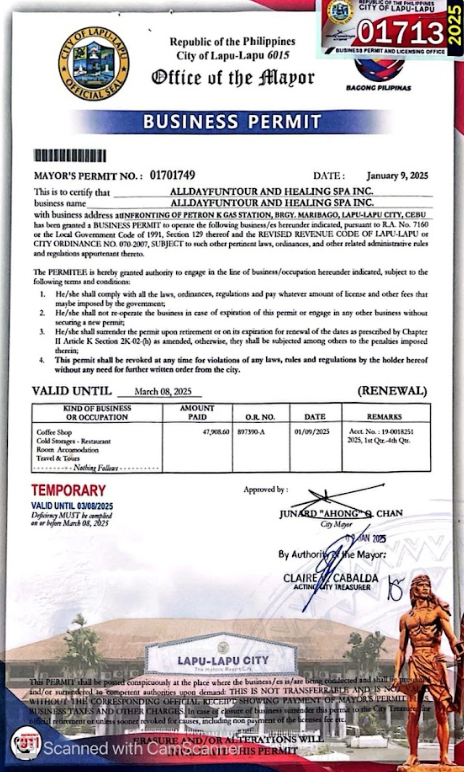 REPUBLIC OF THE PHILIPPINES
CITY OF LAPU-LAPU
01713
2025
BUSINESS PERMIT AND LICENSING OFFICE
CITY OF LAPU-LAPU
OFFICIAL SEAL
Republic of the Philippines
City of Lapu-Lapu 6015
Office of the Mayor
BAGONG PILIPINAS
BUSINESS PERMIT
MAYOR'S PERMIT NO. : 01701749 DATE : January 9, 2025
This is to certify that ALLDAYFUNTOUR AND HEALING SPA INC.
business name ALLDAYFUNTOUR AND HEALING SPA INC.
with business address at INFRONTING OF PETRON K GAS STATION, BRGY. MARIBAGO, LAPU-LAPU CITY, CEBU
has been granted a BUSINESS PERMIT to operate the following business/es hereunder indicated, pursuant to R.A. No. 7160
or the Local Government Code of 1991, Section 129 thereof and the REVISED REVENUE CODE OF LAPU-LAPU or
CITY ORDINANCE NO. 070-2007, SUBJECT to such other pertinent laws, ordinances, and other related administrative rules
and regulations appurtenant thereto.
The PERMITEE is hereby granted authority to engage in the line of business/occupation hereunder indicated, subject to the
following terms and conditions:
1. He/she shall comply with all the laws, ordinances, regulations and pay whatever amount of license and other fees that
may be imposed by the government;
2. He/she shall not re-operate the business in case of expiration of this permit or engage in any other business without
securing a new permit;
3. He/she shall surrender the permit upon retirement or on its expiration for renewal of the dates as prescribed by Chapter
II Article K Section 2K-02-(h) as amended, otherwise, they shall be subjected among others to the penalties imposed
therein;
4. This permit shall be revoked at any time for violations of any laws, rules and regulations by the holder hereof
without any need for further written order from the city.
VALID UNTIL March 08, 2025 (RENEWAL)
KIND OF BUSINESS OR OCCUPATION AMOUNT PAID O.R. NO. DATE REMARKS
Coffee Shop 47,908.60 897390-A 01/09/2025 Acct. No. : 19-0018251
Cold Storages - Restaurant 2025, 1st Qtr.-4th Qtr.
Room Accomodation
Travel & Tours
- - - - - - - - - - Nothing Follows - - - - - - - - - -
TEMPORARY
VALID UNTIL 03/08/2025
Deficiency MUST be complied
on or before March 08, 2025
Approved by :
JUNARD "AHONG" Q. CHAN
City Mayor
JAN 2025
By Authority of the Mayor:
CLAIRE V. CABALDA
ACTING CITY TREASURER
LAPU-LAPU CITY
The Historic Resort City
This PERMIT shall be posted conspicuously at the place where the business/es is/are being conducted and shall be
and/or surrendered to competent authorities upon demand: THIS IS NOT TRANSFERRABLE AND IS NOT
WITHOUT THE CORRESPONDING OFFICIAL RECEIPT SHOWING PAYMENT OF MAYOR'S PERMIT
BUSINESS TAXES AND OTHER CHARGES. In case of closure of business surrender this permit to the City Treasurer
official retirement or unless sooner revoked for causes, including non payment of the licenses fee etc.
ERASURE AND/OR ALTERATIONS WILL
THIS PERMIT
CS Scanned with CamScanner